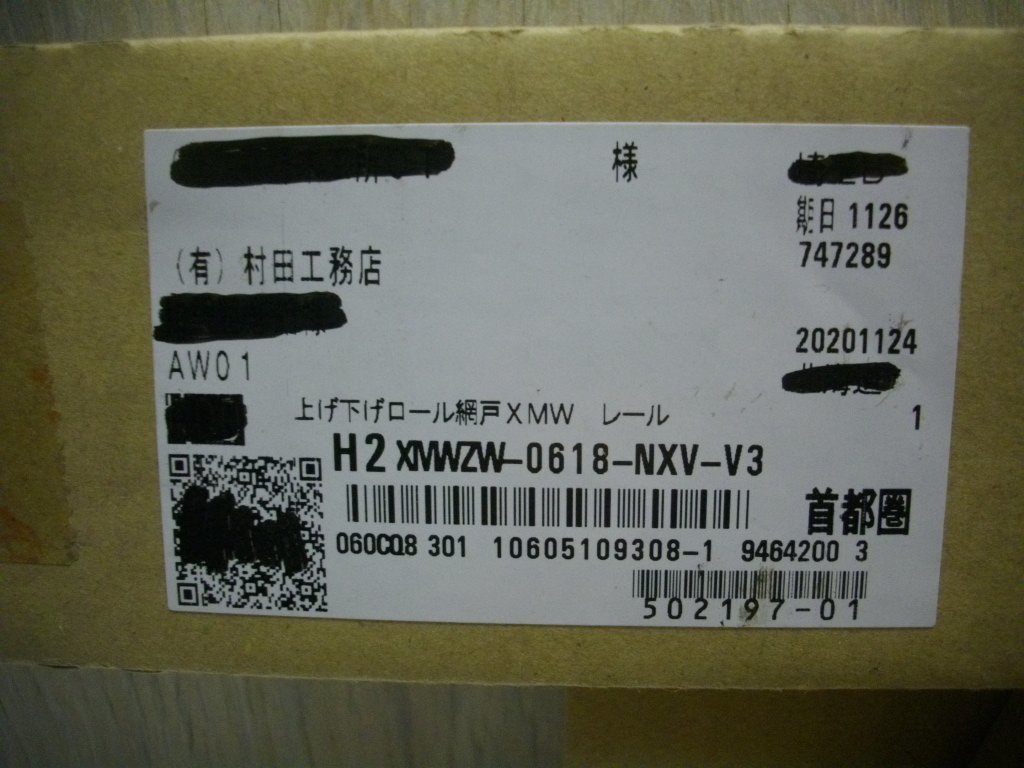 様
期日 1126
747289
(有) 村田工務店
20201124
AW01
1
上げ下げロール網戸XMW レール
H2 XMWZW-0618-NXV-V3
首都圏
060CQ8 301 10605109308-1 9464200 3
502197-01